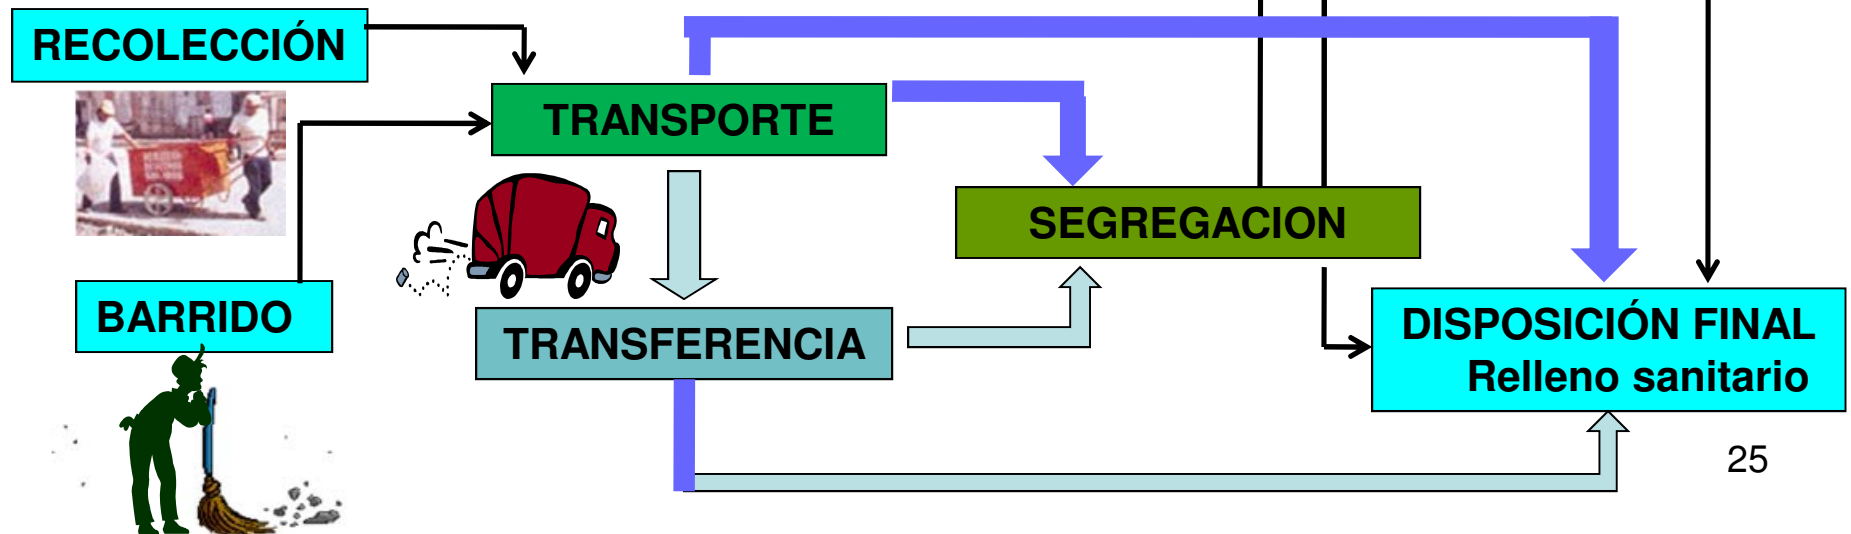 RECOLECCIÓN
TRANSPORTE
SEGREGACION
BARRIDO
TRANSFERENCIA
DISPOSICIÓN FINAL
Relleno sanitario
25